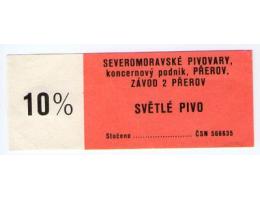 SEVEROMORAVSKÉ PIVOVARY,
koncernový podnik, PŘEROV,
ZÁVOD 2 PŘEROV
10%
SVĚTLÉ PIVO
Stočeno ........................ ČSN 566635